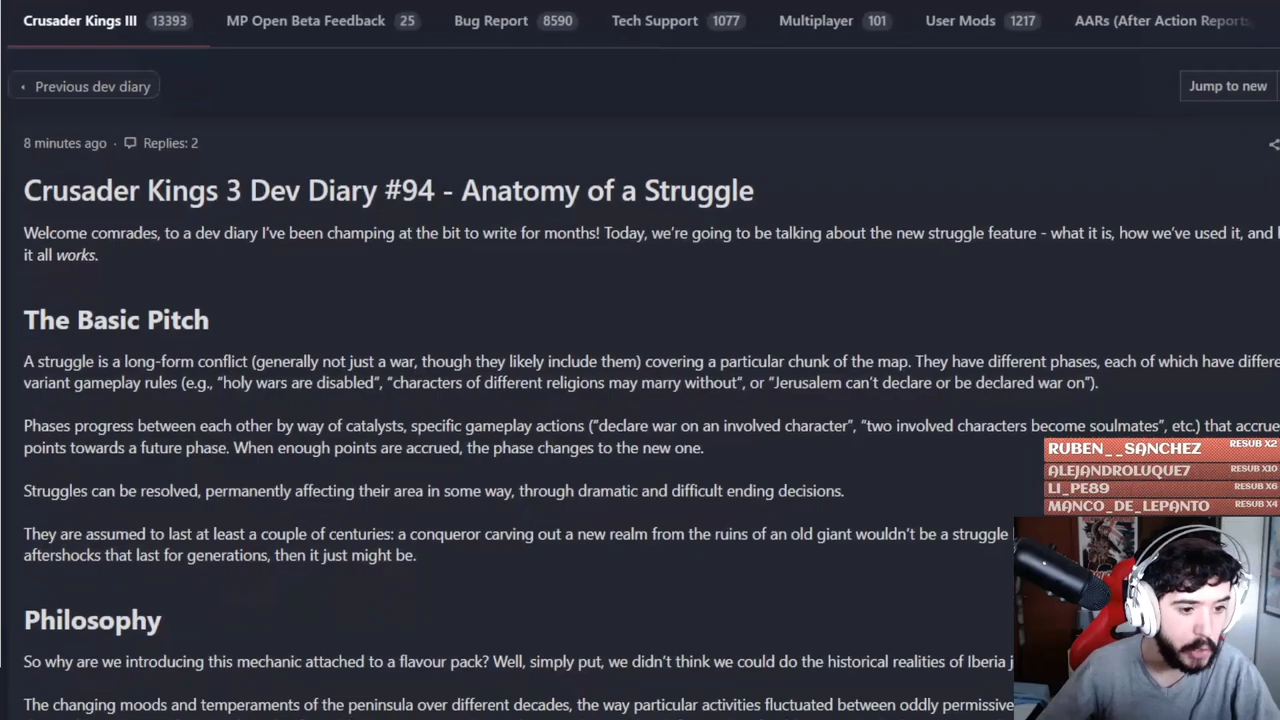 Crusader Kings III 13393 MP Open Beta Feedback 25 Bug Report 8590 Tech Support 1077 Multiplayer 101 User Mods 1217 AARs (After Action Reports
Previous dev diary
Jump to new
8 minutes ago · Replies: 2
Crusader Kings 3 Dev Diary #94 - Anatomy of a Struggle
Welcome comrades, to a dev diary I've been champing at the bit to write for months! Today, we're going to be talking about the new struggle feature - what it is, how we've used it, and
it all works.
The Basic Pitch
A struggle is a long-form conflict (generally not just a war, though they likely include them) covering a particular chunk of the map. They have different phases, each of which have differe
variant gameplay rules (e.g., “holy wars are disabled”, “characters of different religions may marry without”, or “Jerusalem can't declare or be declared war on”).
Phases progress between each other by way of catalysts, specific gameplay actions (“declare war on an involved character”, “two involved characters become soulmates”, etc.) that accrue
points towards a future phase. When enough points are accrued, the phase changes to the new one.
RUBEN__SANCHEZ RESUB X2
ALEJANDROLUQUE7 RESUB X10
LI_PE89 RESUB X6
MANCO_DE_LEPANTO RESUB X4
Struggles can be resolved, permanently affecting their area in some way, through dramatic and difficult ending decisions.
They are assumed to last at least a couple of centuries: a conqueror carving out a new realm from the ruins of an old giant wouldn't be a struggle
aftershocks that last for generations, then it just might be.
Philosophy
So why are we introducing this mechanic attached to a flavour pack? Well, simply put, we didn't think we could do the historical realities of Iberia j
The changing moods and temperaments of the peninsula over different decades, the way particular activities fluctuated between oddly permissive